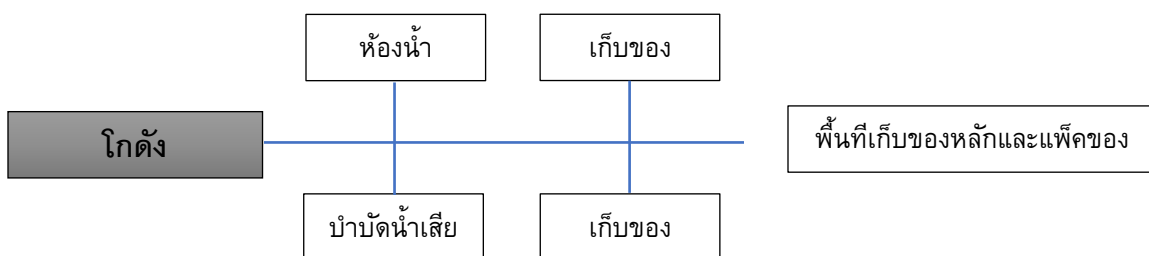 ห้องน้ำ
เก็บของ
โกดัง
พื้นที่เก็บของหลักและแพ็คของ
บำบัดน้ำเสีย
เก็บของ